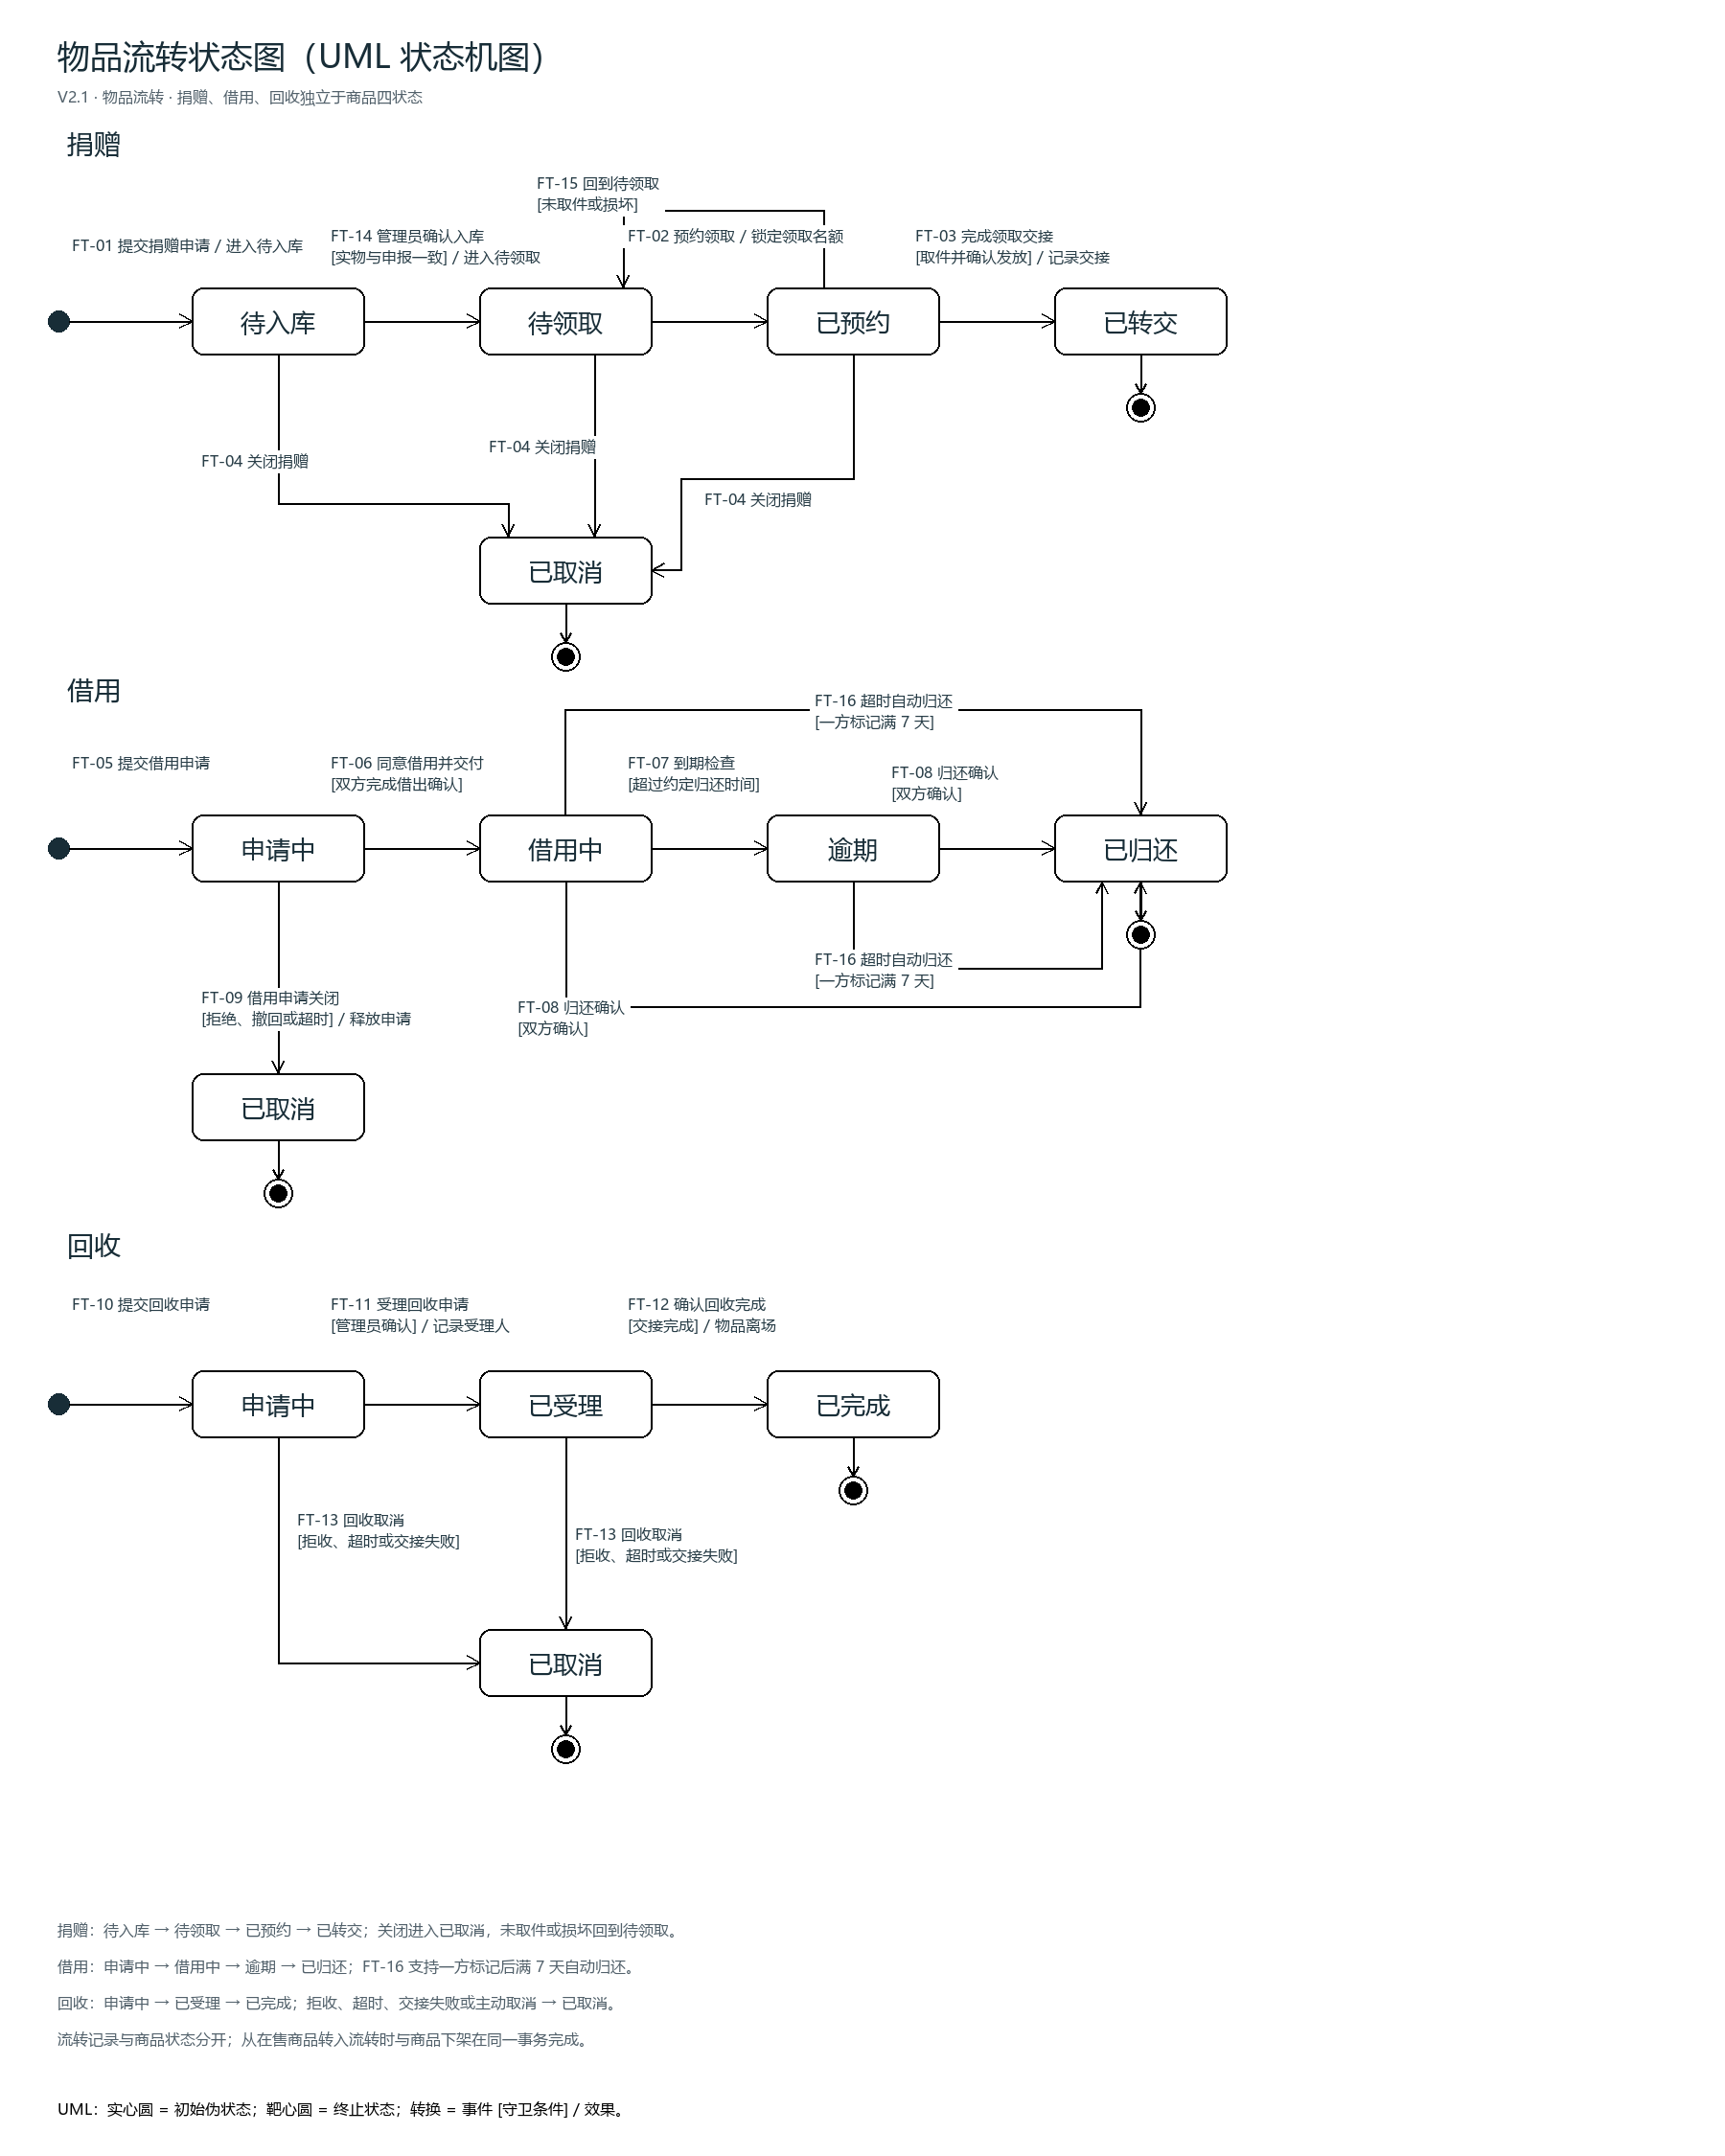 物品流转状态图（UML 状态机图）
V2.1 · 物品流转 · 捐赠、借用、回收独立于商品四状态
捐赠
FT-15 回到待领取
[未取件或损坏]
FT-01 提交捐赠申请 / 进入待入库
FT-14 管理员确认入库
[实物与申报一致] / 进入待领取
FT-02 预约领取 / 锁定领取名额
FT-03 完成领取交接
[取件并确认发放] / 记录交接
待入库
待领取
已预约
已转交
FT-04 关闭捐赠
FT-04 关闭捐赠
FT-04 关闭捐赠
已取消
借用
FT-16 超时自动归还
[一方标记满 7 天]
FT-05 提交借用申请
FT-06 同意借用并交付
[双方完成借出确认]
FT-07 到期检查
[超过约定归还时间]
FT-08 归还确认
[双方确认]
申请中
借用中
逾期
已归还
FT-16 超时自动归还
[一方标记满 7 天]
FT-09 借用申请关闭
[拒绝、撤回或超时] / 释放申请
FT-08 归还确认
[双方确认]
已取消
回收
FT-10 提交回收申请
FT-11 受理回收申请
[管理员确认] / 记录受理人
FT-12 确认回收完成
[交接完成] / 物品离场
申请中
已受理
已完成
FT-13 回收取消
[拒收、超时或交接失败]
FT-13 回收取消
[拒收、超时或交接失败]
已取消
捐赠：待入库 → 待领取 → 已预约 → 已转交；关闭进入已取消，未取件或损坏回到待领取。
借用：申请中 → 借用中 → 逾期 → 已归还；FT-16 支持一方标记后满 7 天自动归还。
回收：申请中 → 已受理 → 已完成；拒收、超时、交接失败或主动取消 → 已取消。
流转记录与商品状态分开；从在售商品转入流转时与商品下架在同一事务完成。
UML：实心圆 = 初始伪状态；靶心圆 = 终止状态；转换 = 事件 [守卫条件] / 效果。